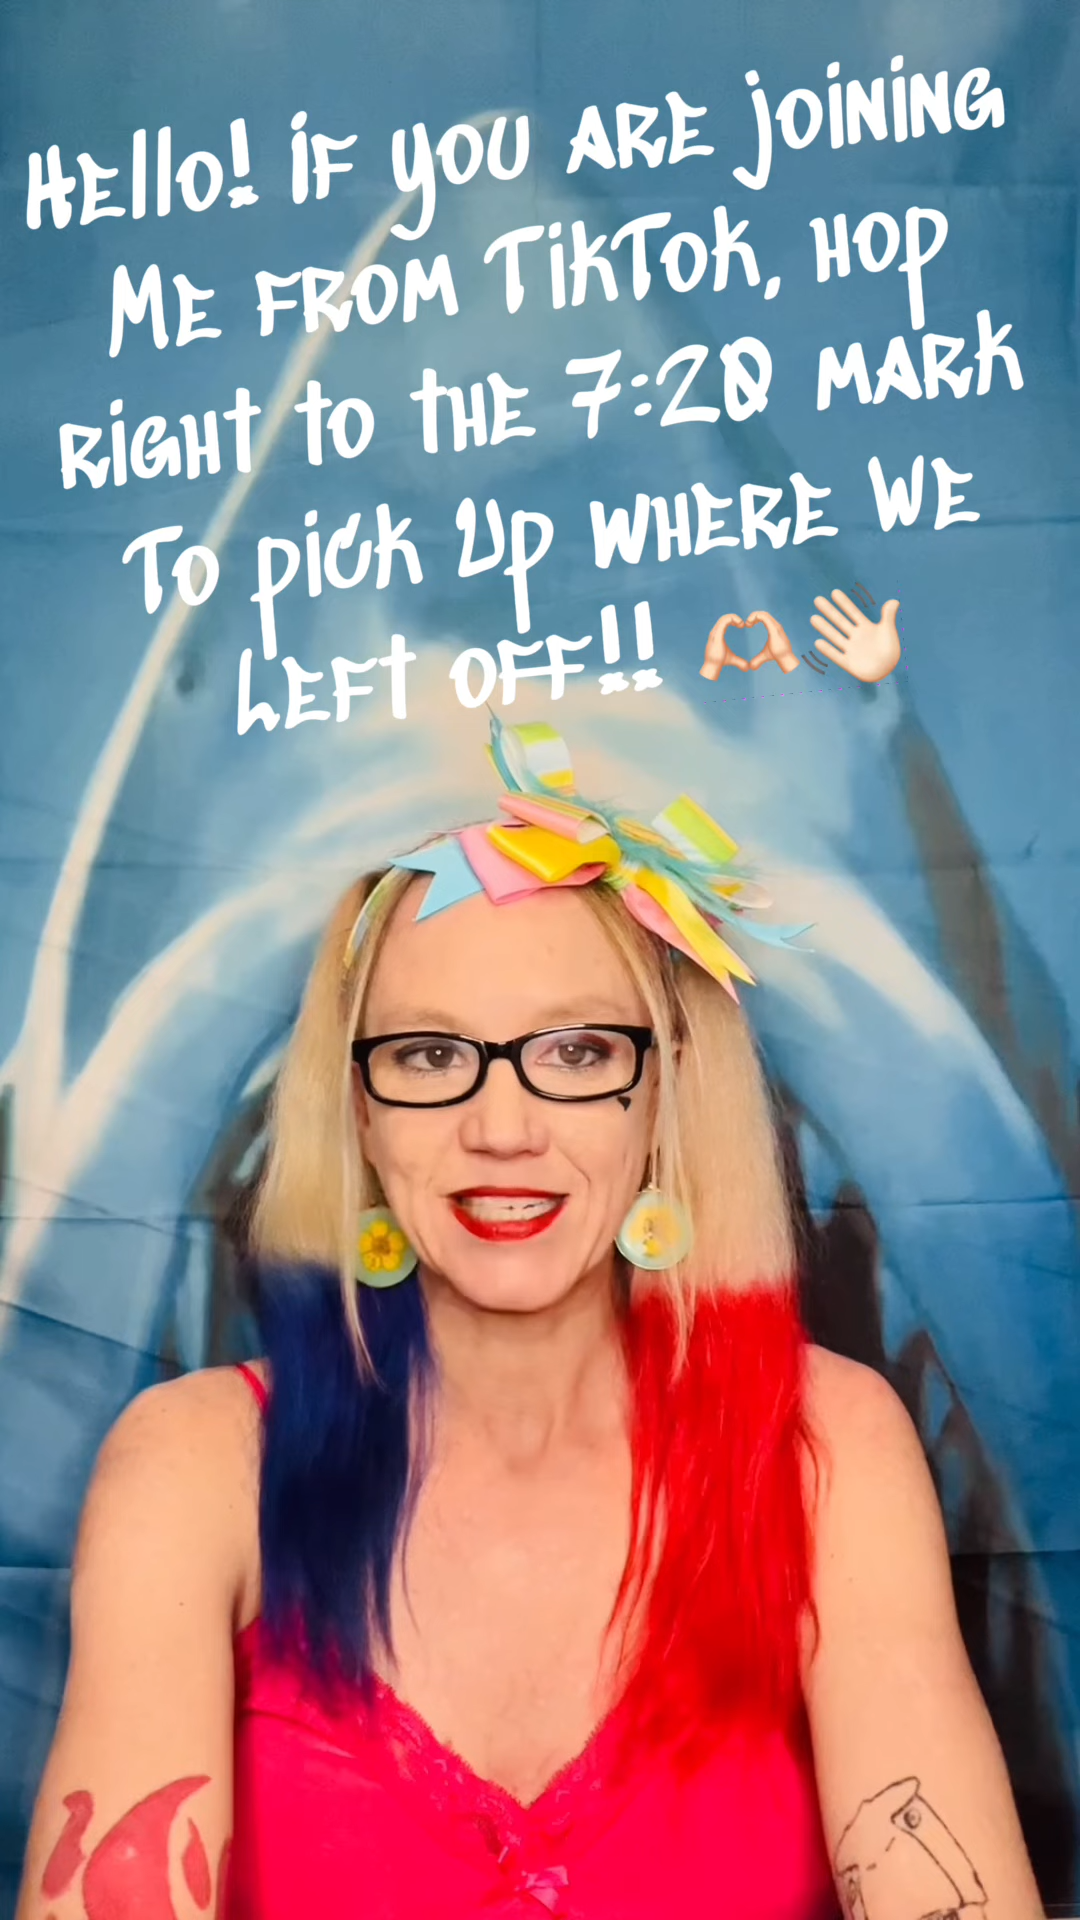 Hello! if you are joining
me from TikTok, hop
right to the 7:20 mark
to pick up where we
left off!! 🫶🏻👋🏻